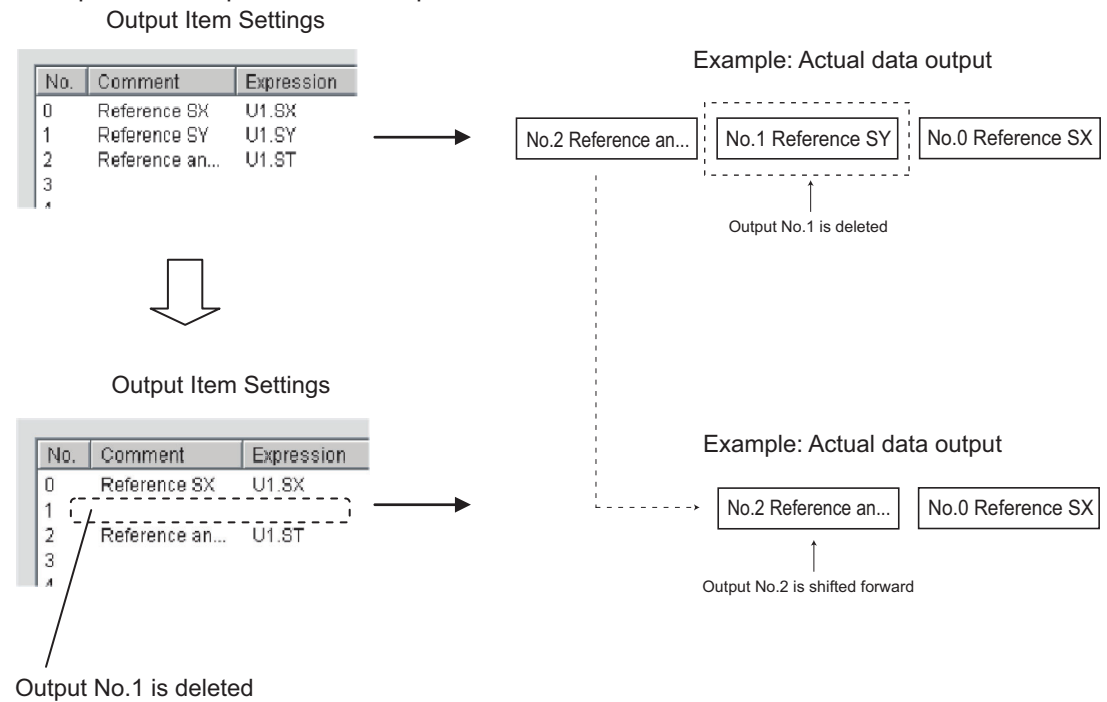 Output Item Settings
No. Comment Expression
0 Reference SX U1.SX
1 Reference SY U1.SY
2 Reference an... U1.ST
3
Example: Actual data output
No.2 Reference an... No.1 Reference SY No.0 Reference SX
Output No.1 is deleted
Output Item Settings
No. Comment Expression
0 Reference SX U1.SX
1
2 Reference an... U1.ST
3
Example: Actual data output
No.2 Reference an... No.0 Reference SX
Output No.2 is shifted forward
Output No.1 is deleted